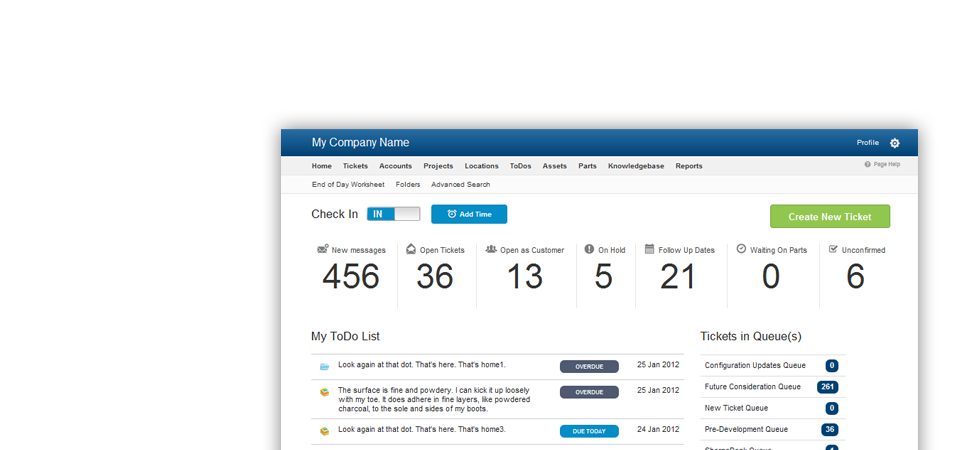 My Company Name
Profile
Home Tickets Accounts Projects Locations ToDos Assets Parts Knowledgebase Reports
Page Help
End of Day Worksheet Folders Advanced Search
Check In IN Add Time
Create New Ticket
New messages Open Tickets Open as Customer On Hold Follow Up Dates Waiting On Parts Unconfirmed
456 36 13 5 21 0 6
My ToDo List
Look again at that dot. That's here. That's home1. OVERDUE 25 Jan 2012
The surface is fine and powdery. I can kick it up loosely
with my toe. It does adhere in fine layers, like powdered
charcoal, to the sole and sides of my boots.
OVERDUE 25 Jan 2012
Look again at that dot. That's here. That's home3. DUE TODAY 24 Jan 2012
Tickets in Queue(s)
Configuration Updates Queue 0
Future Consideration Queue 261
New Ticket Queue 0
Pre-Development Queue 36